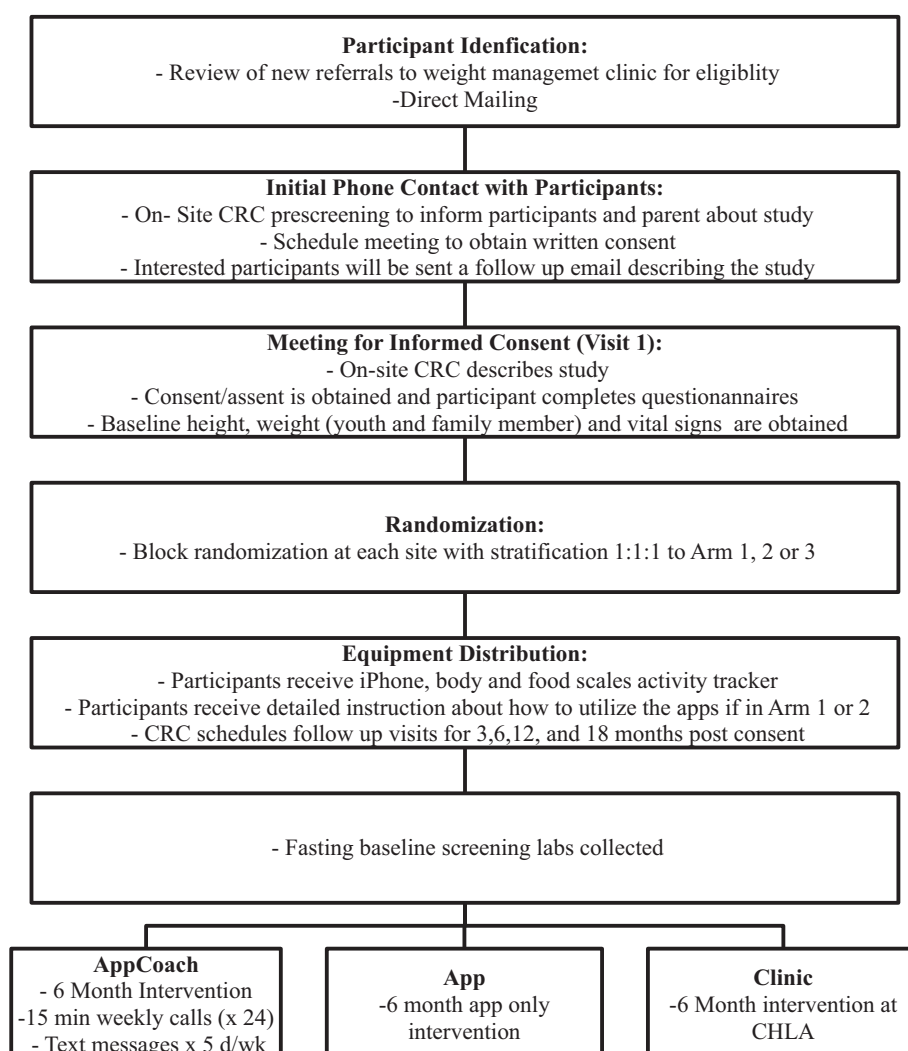 Participant Idenfication:
- Review of new referrals to weight managemet clinic for eligiblity
-Direct Mailing
Initial Phone Contact with Participants:
- On- Site CRC prescreening to inform participants and parent about study
- Schedule meeting to obtain written consent
- Interested participants will be sent a follow up email describing the study
Meeting for Informed Consent (Visit 1):
- On-site CRC describes study
- Consent/assent is obtained and participant completes questionannaires
- Baseline height, weight (youth and family member) and vital signs are obtained
Randomization:
- Block randomization at each site with stratification 1:1:1 to Arm 1, 2 or 3
Equipment Distribution:
- Participants receive iPhone, body and food scales activity tracker
- Participants receive detailed instruction about how to utilize the apps if in Arm 1 or 2
- CRC schedules follow up visits for 3,6,12, and 18 months post consent
- Fasting baseline screening labs collected
AppCoach
- 6 Month Intervention
-15 min weekly calls (x 24)
- Text messages x 5 d/wk
App
-6 month app only
intervention
Clinic
-6 Month intervention at
CHLA